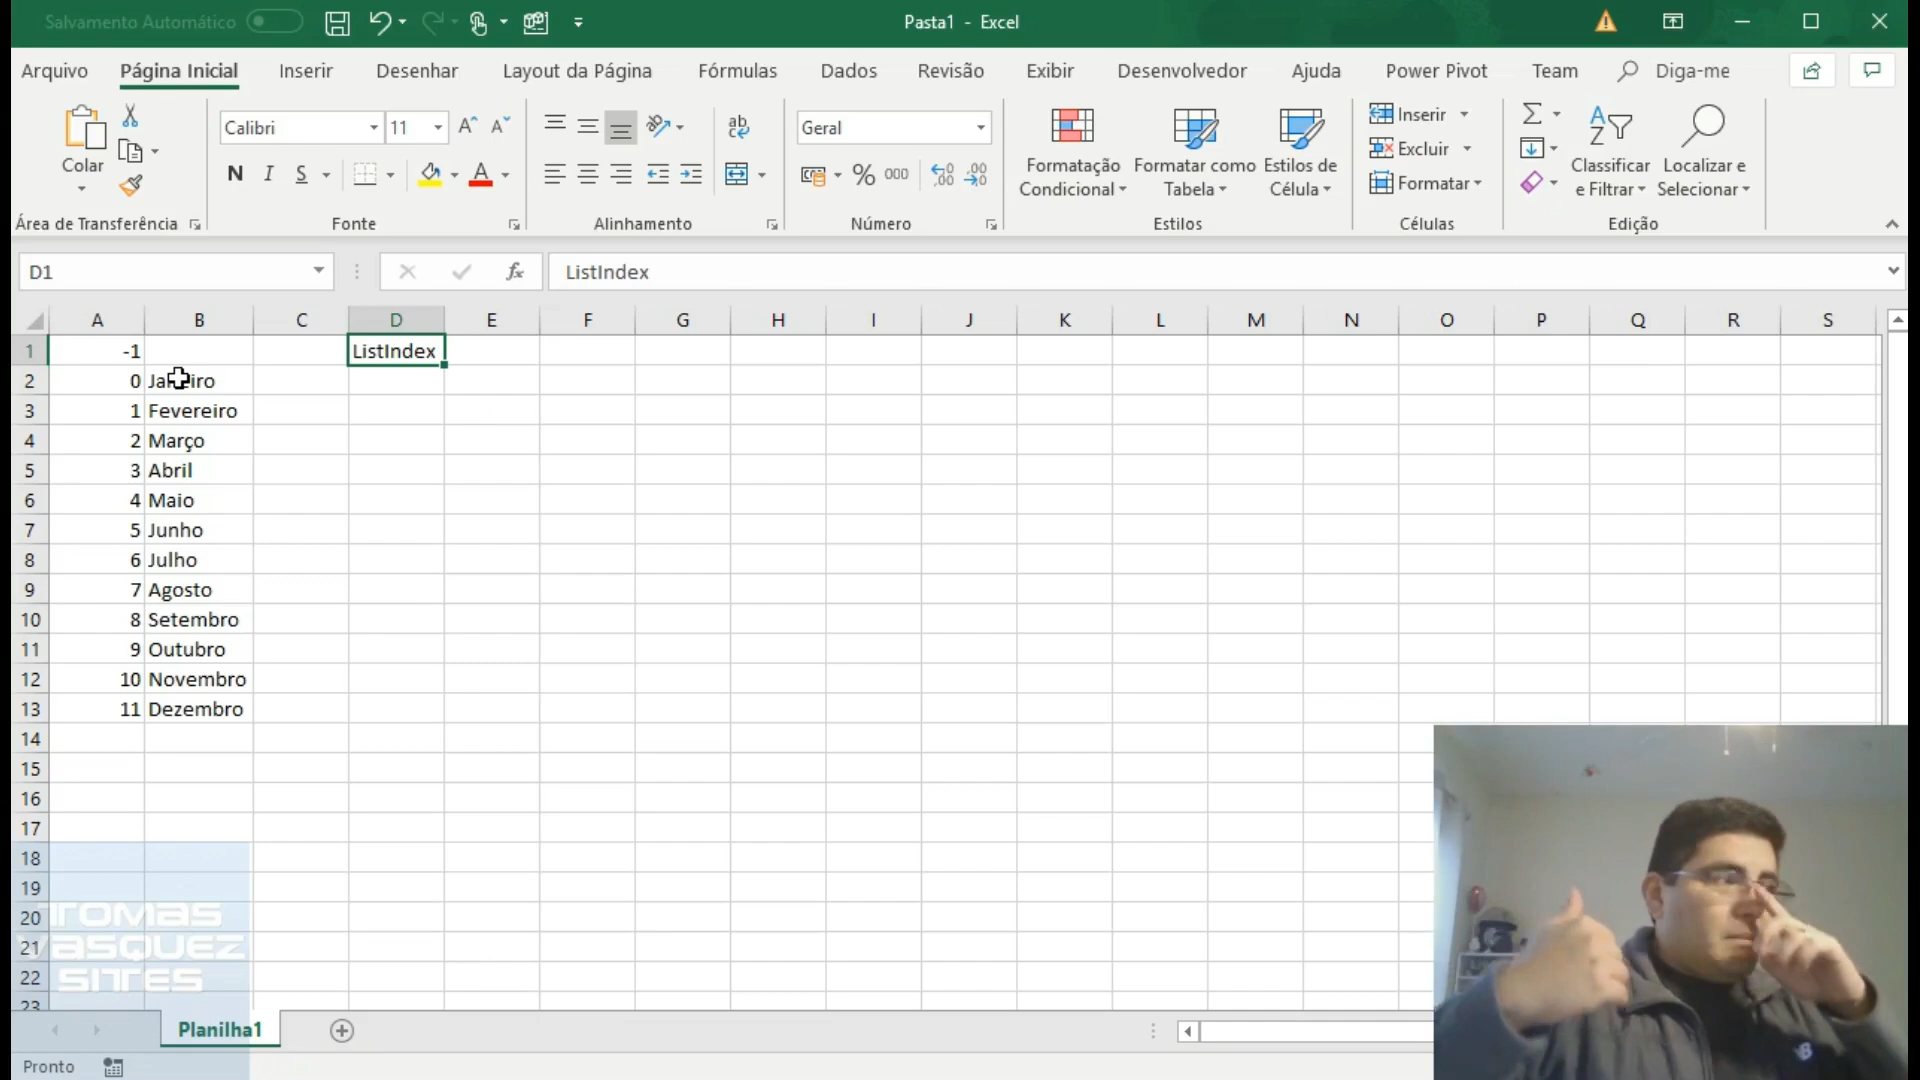 Salvamento Automático
Pasta1 - Excel
Arquivo Página Inicial Inserir Desenhar Layout da Página Fórmulas Dados Revisão Exibir Desenvolvedor Ajuda Power Pivot Team Diga-me
Colar
Área de Transferência
Calibri 11
N I S
Fonte
ab
Alinhamento
Geral
% 000
Número
Formatação Condicional
Formatar como Tabela
Estilos de Célula
Estilos
Inserir
Excluir
Formatar
Células
Classificar e Filtrar
Localizar e Selecionar
Edição
D1 fx ListIndex
A B C D E F G H I J K L M N O P Q R S
1 -1 ListIndex
2 0 Janeiro
3 1 Fevereiro
4 2 Março
5 3 Abril
6 4 Maio
7 5 Junho
8 6 Julho
9 7 Agosto
10 8 Setembro
11 9 Outubro
12 10 Novembro
13 11 Dezembro
14
15
16
17
18
19
20
21
22
23
TOMAS
VASQUEZ
SITES
Planilha1
Pronto